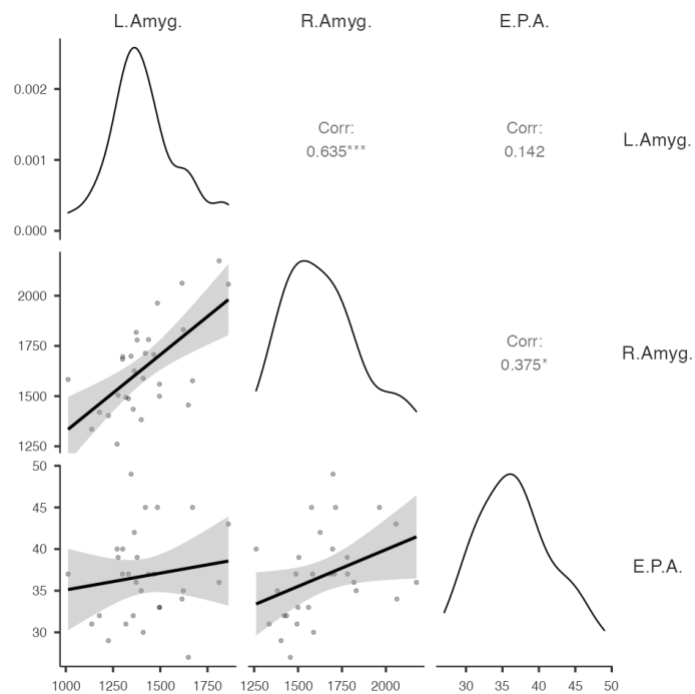 L.Amyg. R.Amyg. E.P.A.
0.002
0.001
0.000
Corr:
0.635***
Corr:
0.142
L.Amyg.
2000
1750
1500
1250
Corr:
0.375*
R.Amyg.
50
45
40
35
30
E.P.A.
1000 1250 1500 1750 1250 1500 1750 2000 30 35 40 45 50